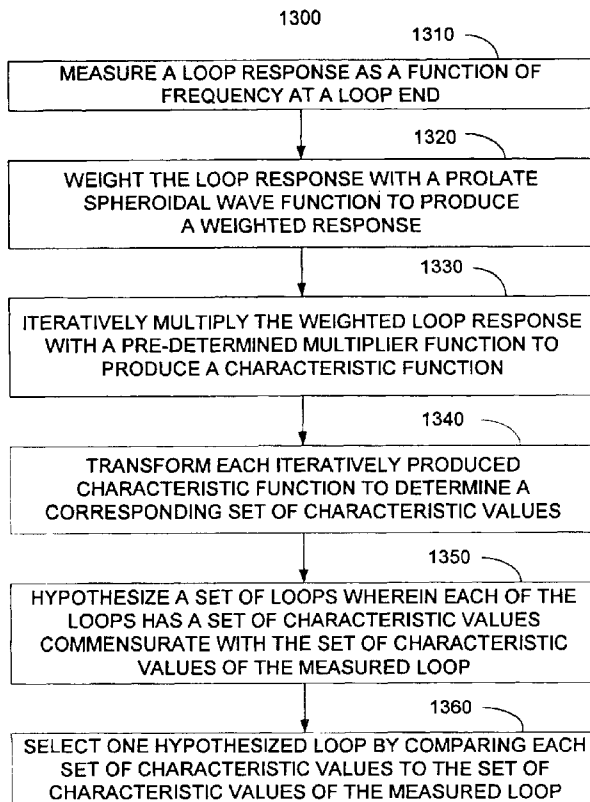 1300
1310
MEASURE A LOOP RESPONSE AS A FUNCTION OF
FREQUENCY AT A LOOP END
1320
WEIGHT THE LOOP RESPONSE WITH A PROLATE
SPHEROIDAL WAVE FUNCTION TO PRODUCE
A WEIGHTED RESPONSE
1330
ITERATIVELY MULTIPLY THE WEIGHTED LOOP RESPONSE
WITH A PRE-DETERMINED MULTIPLIER FUNCTION TO
PRODUCE A CHARACTERISTIC FUNCTION
1340
TRANSFORM EACH ITERATIVELY PRODUCED
CHARACTERISTIC FUNCTION TO DETERMINE A
CORRESPONDING SET OF CHARACTERISTIC VALUES
1350
HYPOTHESIZE A SET OF LOOPS WHEREIN EACH OF THE
LOOPS HAS A SET OF CHARACTERISTIC VALUES
COMMENSURATE WITH THE SET OF CHARACTERISTIC
VALUES OF THE MEASURED LOOP
1360
SELECT ONE HYPOTHESIZED LOOP BY COMPARING EACH
SET OF CHARACTERISTIC VALUES TO THE SET OF
CHARACTERISTIC VALUES OF THE MEASURED LOOP